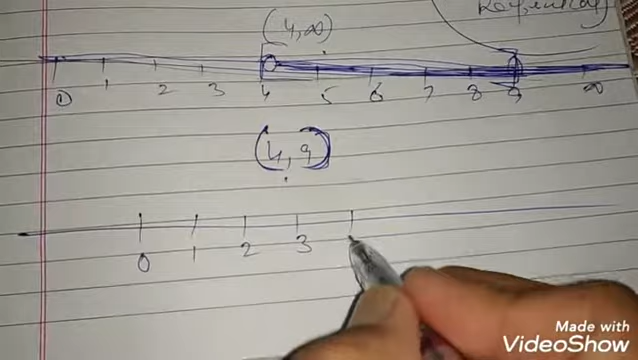 (4,∞)
0 1 2 3 4 5 6 7 8 9 ∞
(4, 9)
0 1 2 3
Made with
VideoShow